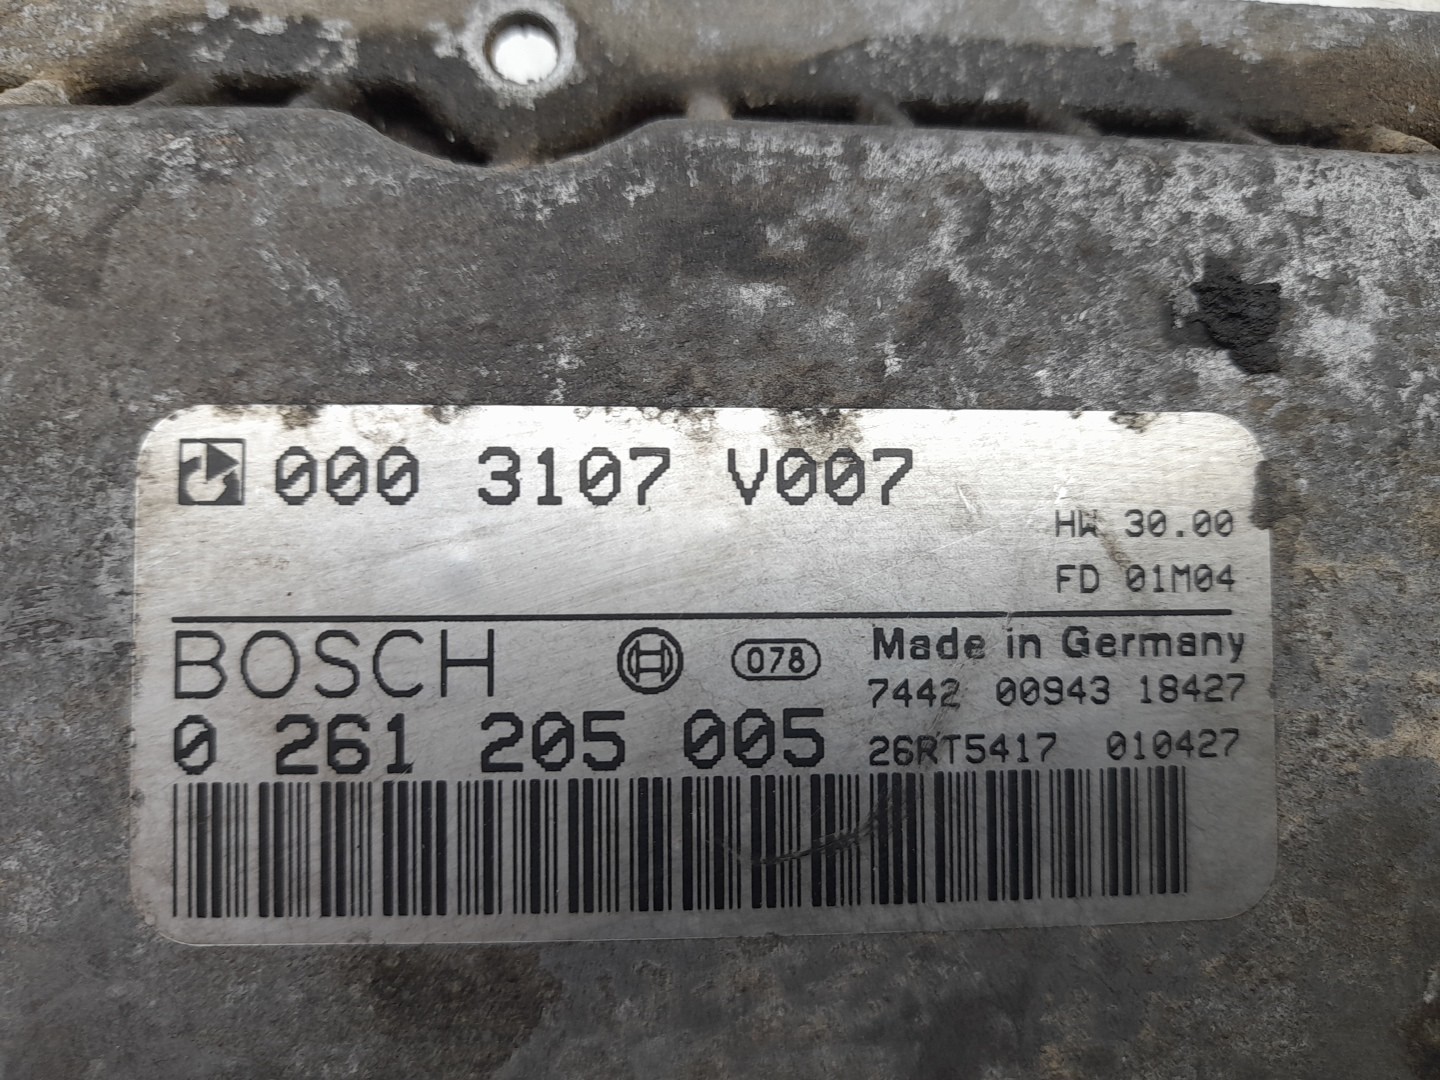 000 3107 V007
HW 30.00
FD 01M04
BOSCH 078 Made in Germany
7442 00943 18427
0 261 205 005 26RT5417 010427